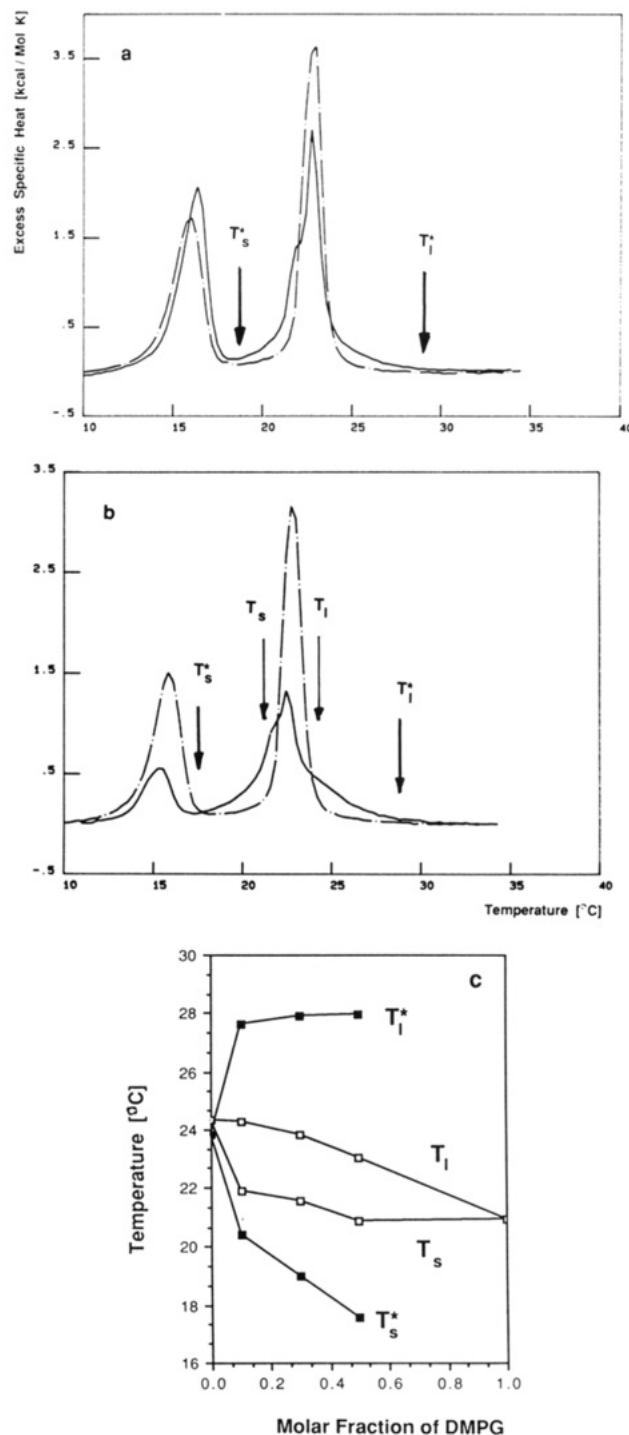 a
Excess Specific Heat [kcal / Mol K]
3.5
2.5
1.5
.5
-.5
T*s
T*l
10
15
20
25
30
35
40
b
3.5
2.5
1.5
.5
-.5
T*s
Ts
Tl
T*l
10
15
20
25
30
35
40
Temperature [°C]
c
Temperature [°C]
30
28
26
24
22
20
18
16
T*l
Tl
Ts
T*s
0.0
0.2
0.4
0.6
0.8
1.0
Molar Fraction of DMPG